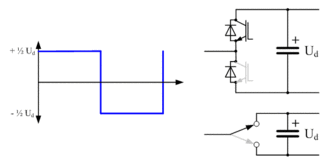 + ½ Ud
- ½ Ud
+
Ud
+
Ud